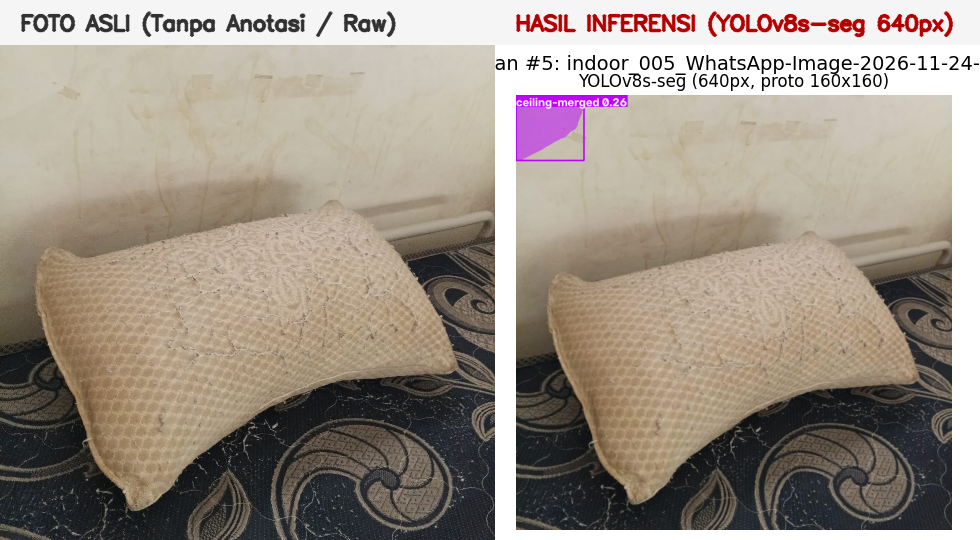 FOTO ASLI (Tanpa Anotasi / Raw)
HASIL INFERENSI (YOLOv8s-seg 640px)
an #5: indoor_005_WhatsApp-Image-2026-11-24-
YOLOv8s-seg (640px, proto 160x160)
ceiling-merged 0.26